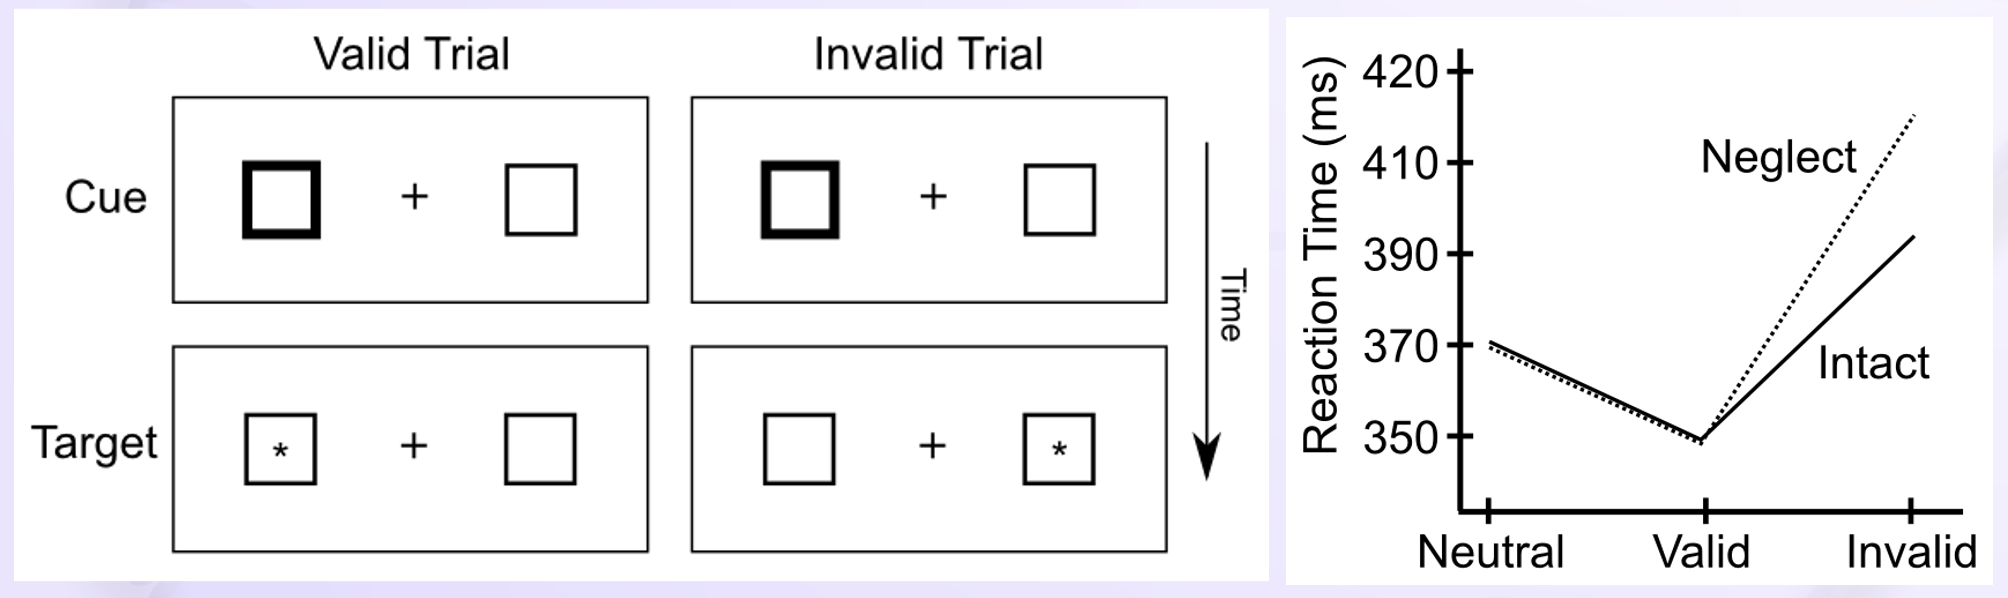 Valid Trial
Invalid Trial
Cue
+
+
Time
Target
* +
+ *
Reaction Time (ms)
420
410
390
370
350
Neglect
Intact
Neutral Valid Invalid